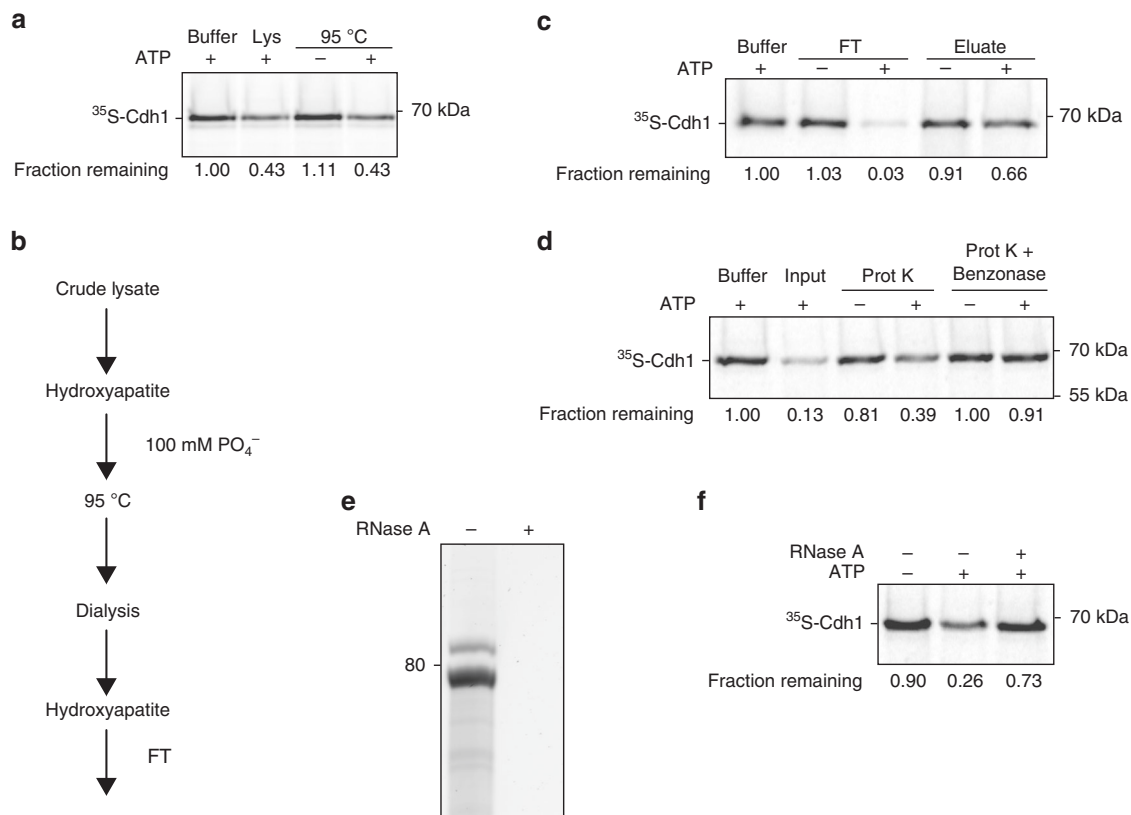 a
Buffer Lys 95 °C
ATP + + − +
³⁵S-Cdh1 70 kDa
Fraction remaining 1.00 0.43 1.11 0.43
b
Crude lysate
Hydroxyapatite
100 mM PO₄⁻
95 °C
Dialysis
Hydroxyapatite
FT
c
Buffer FT Eluate
ATP + − + − +
³⁵S-Cdh1 70 kDa
Fraction remaining 1.00 1.03 0.03 0.91 0.66
d
Prot K +
Buffer Input Prot K Benzonase
ATP + + − + − +
³⁵S-Cdh1 70 kDa
55 kDa
Fraction remaining 1.00 0.13 0.81 0.39 1.00 0.91
e
RNase A − +
80
f
RNase A − − +
ATP − + +
³⁵S-Cdh1 70 kDa
Fraction remaining 0.90 0.26 0.73